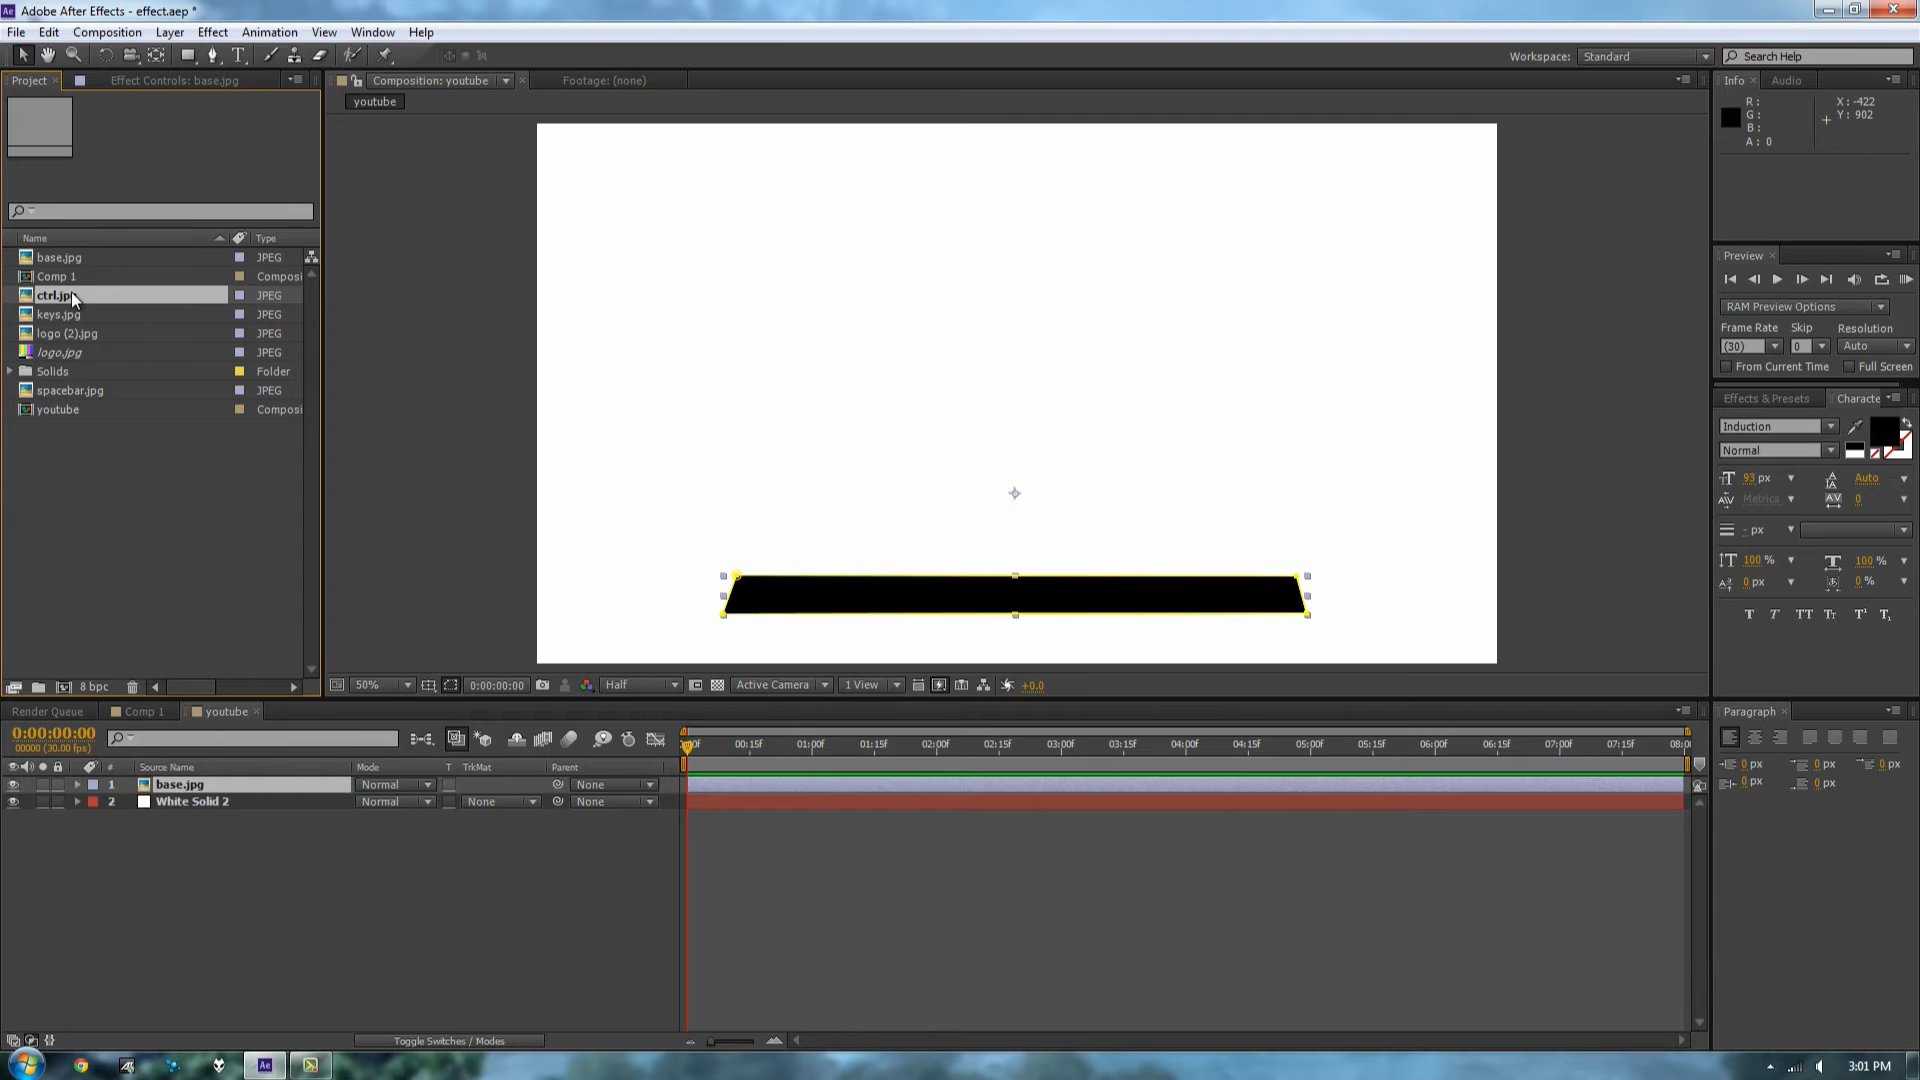 Adobe After Effects - effect.aep *
File Edit Composition Layer Effect Animation View Window Help
Workspace: Standard Search Help
Project Effect Controls: base.jpg Composition: youtube Footage: (none) Info Audio
youtube
R: X: -422
G: Y: 902
B:
A: 0
Name Type
base.jpg JPEG
Comp 1 Composi
ctrl.jp JPEG
keys.jpg JPEG
logo (2).jpg JPEG
logo.jpg JPEG
Solids Folder
spacebar.jpg JPEG
youtube Composi
8 bpc
50% 0:00:00:00 Half Active Camera 1 View +0.0
Preview
RAM Preview Options
Frame Rate Skip Resolution
(30) 0 Auto
From Current Time Full Screen
Effects & Presets Characte
Induction
Normal
93 px Auto
Metrics 0
- px
100 % 100 %
0 px 0 %
T T TT Tr T¹ T₁
Render Queue Comp 1 youtube
0:00:00:00
00000 (30.00 fps)
00f 00:15f 01:00f 01:15f 02:00f 02:15f 03:00f 03:15f 04:00f 04:15f 05:00f 05:15f 06:00f 06:15f 07:00f 07:15f 08:0
# Source Name Mode T TrkMat Parent
1 base.jpg Normal None
2 White Solid 2 Normal None None
Toggle Switches / Modes
Paragraph
0 px 0 px 0 px
0 px 0 px
Ae
3:01 PM